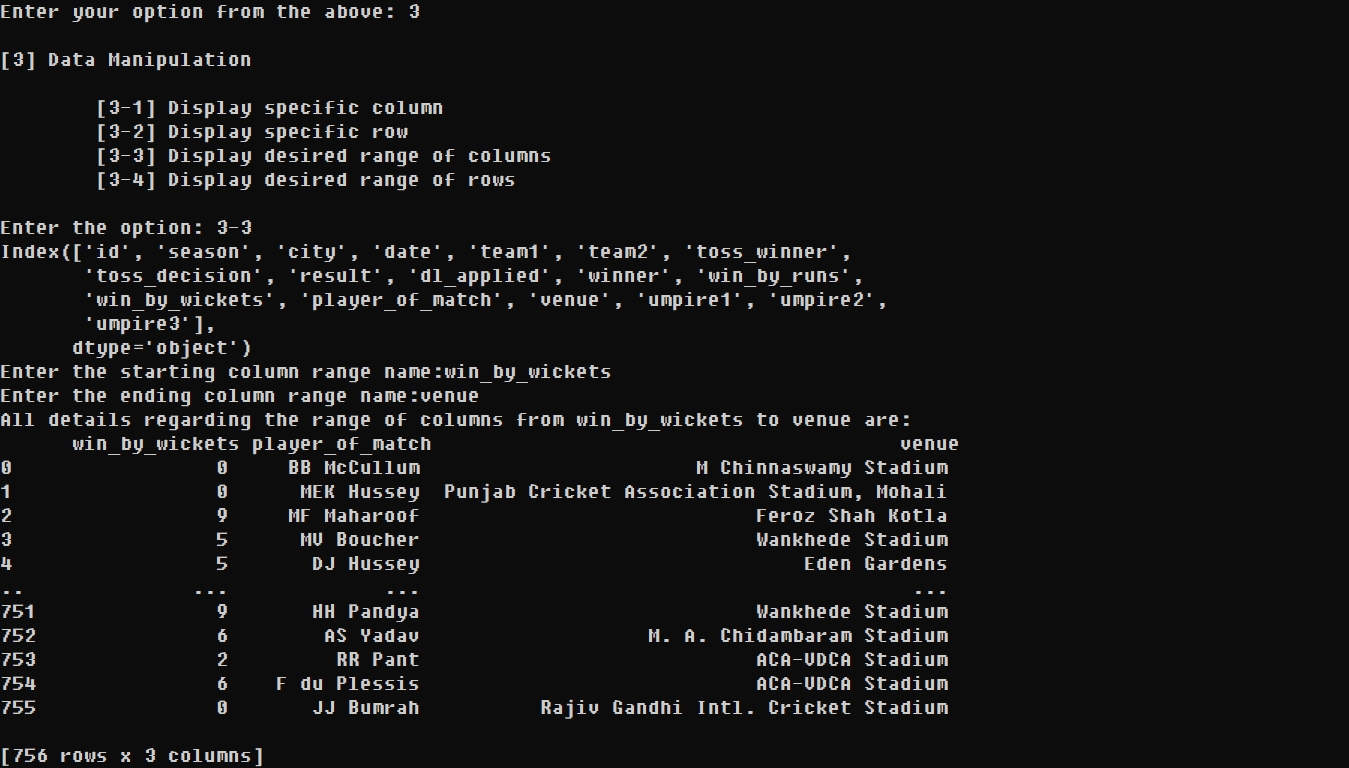 Enter your option from the above: 3
[3] Data Manipulation
[3-1] Display specific column
[3-2] Display specific row
[3-3] Display desired range of columns
[3-4] Display desired range of rows
Enter the option: 3-3
Index(['id', 'season', 'city', 'date', 'team1', 'team2', 'toss_winner',
'toss_decision', 'result', 'dl_applied', 'winner', 'win_by_runs',
'win_by_wickets', 'player_of_match', 'venue', 'umpire1', 'umpire2',
'umpire3'],
dtype='object')
Enter the starting column range name:win_by_wickets
Enter the ending column range name:venue
All details regarding the range of columns from win_by_wickets to venue are:
win_by_wickets player_of_match venue
0 0 BB McCullum M Chinnaswamy Stadium
1 0 MEK Hussey Punjab Cricket Association Stadium, Mohali
2 9 MF Maharoof Feroz Shah Kotla
3 5 MV Boucher Wankhede Stadium
4 5 DJ Hussey Eden Gardens
.. ... ... ...
751 9 HH Pandya Wankhede Stadium
752 6 AS Yadav M. A. Chidambaram Stadium
753 2 RR Pant ACA-VDCA Stadium
754 6 F du Plessis ACA-VDCA Stadium
755 0 JJ Bumrah Rajiv Gandhi Intl. Cricket Stadium
[756 rows x 3 columns]